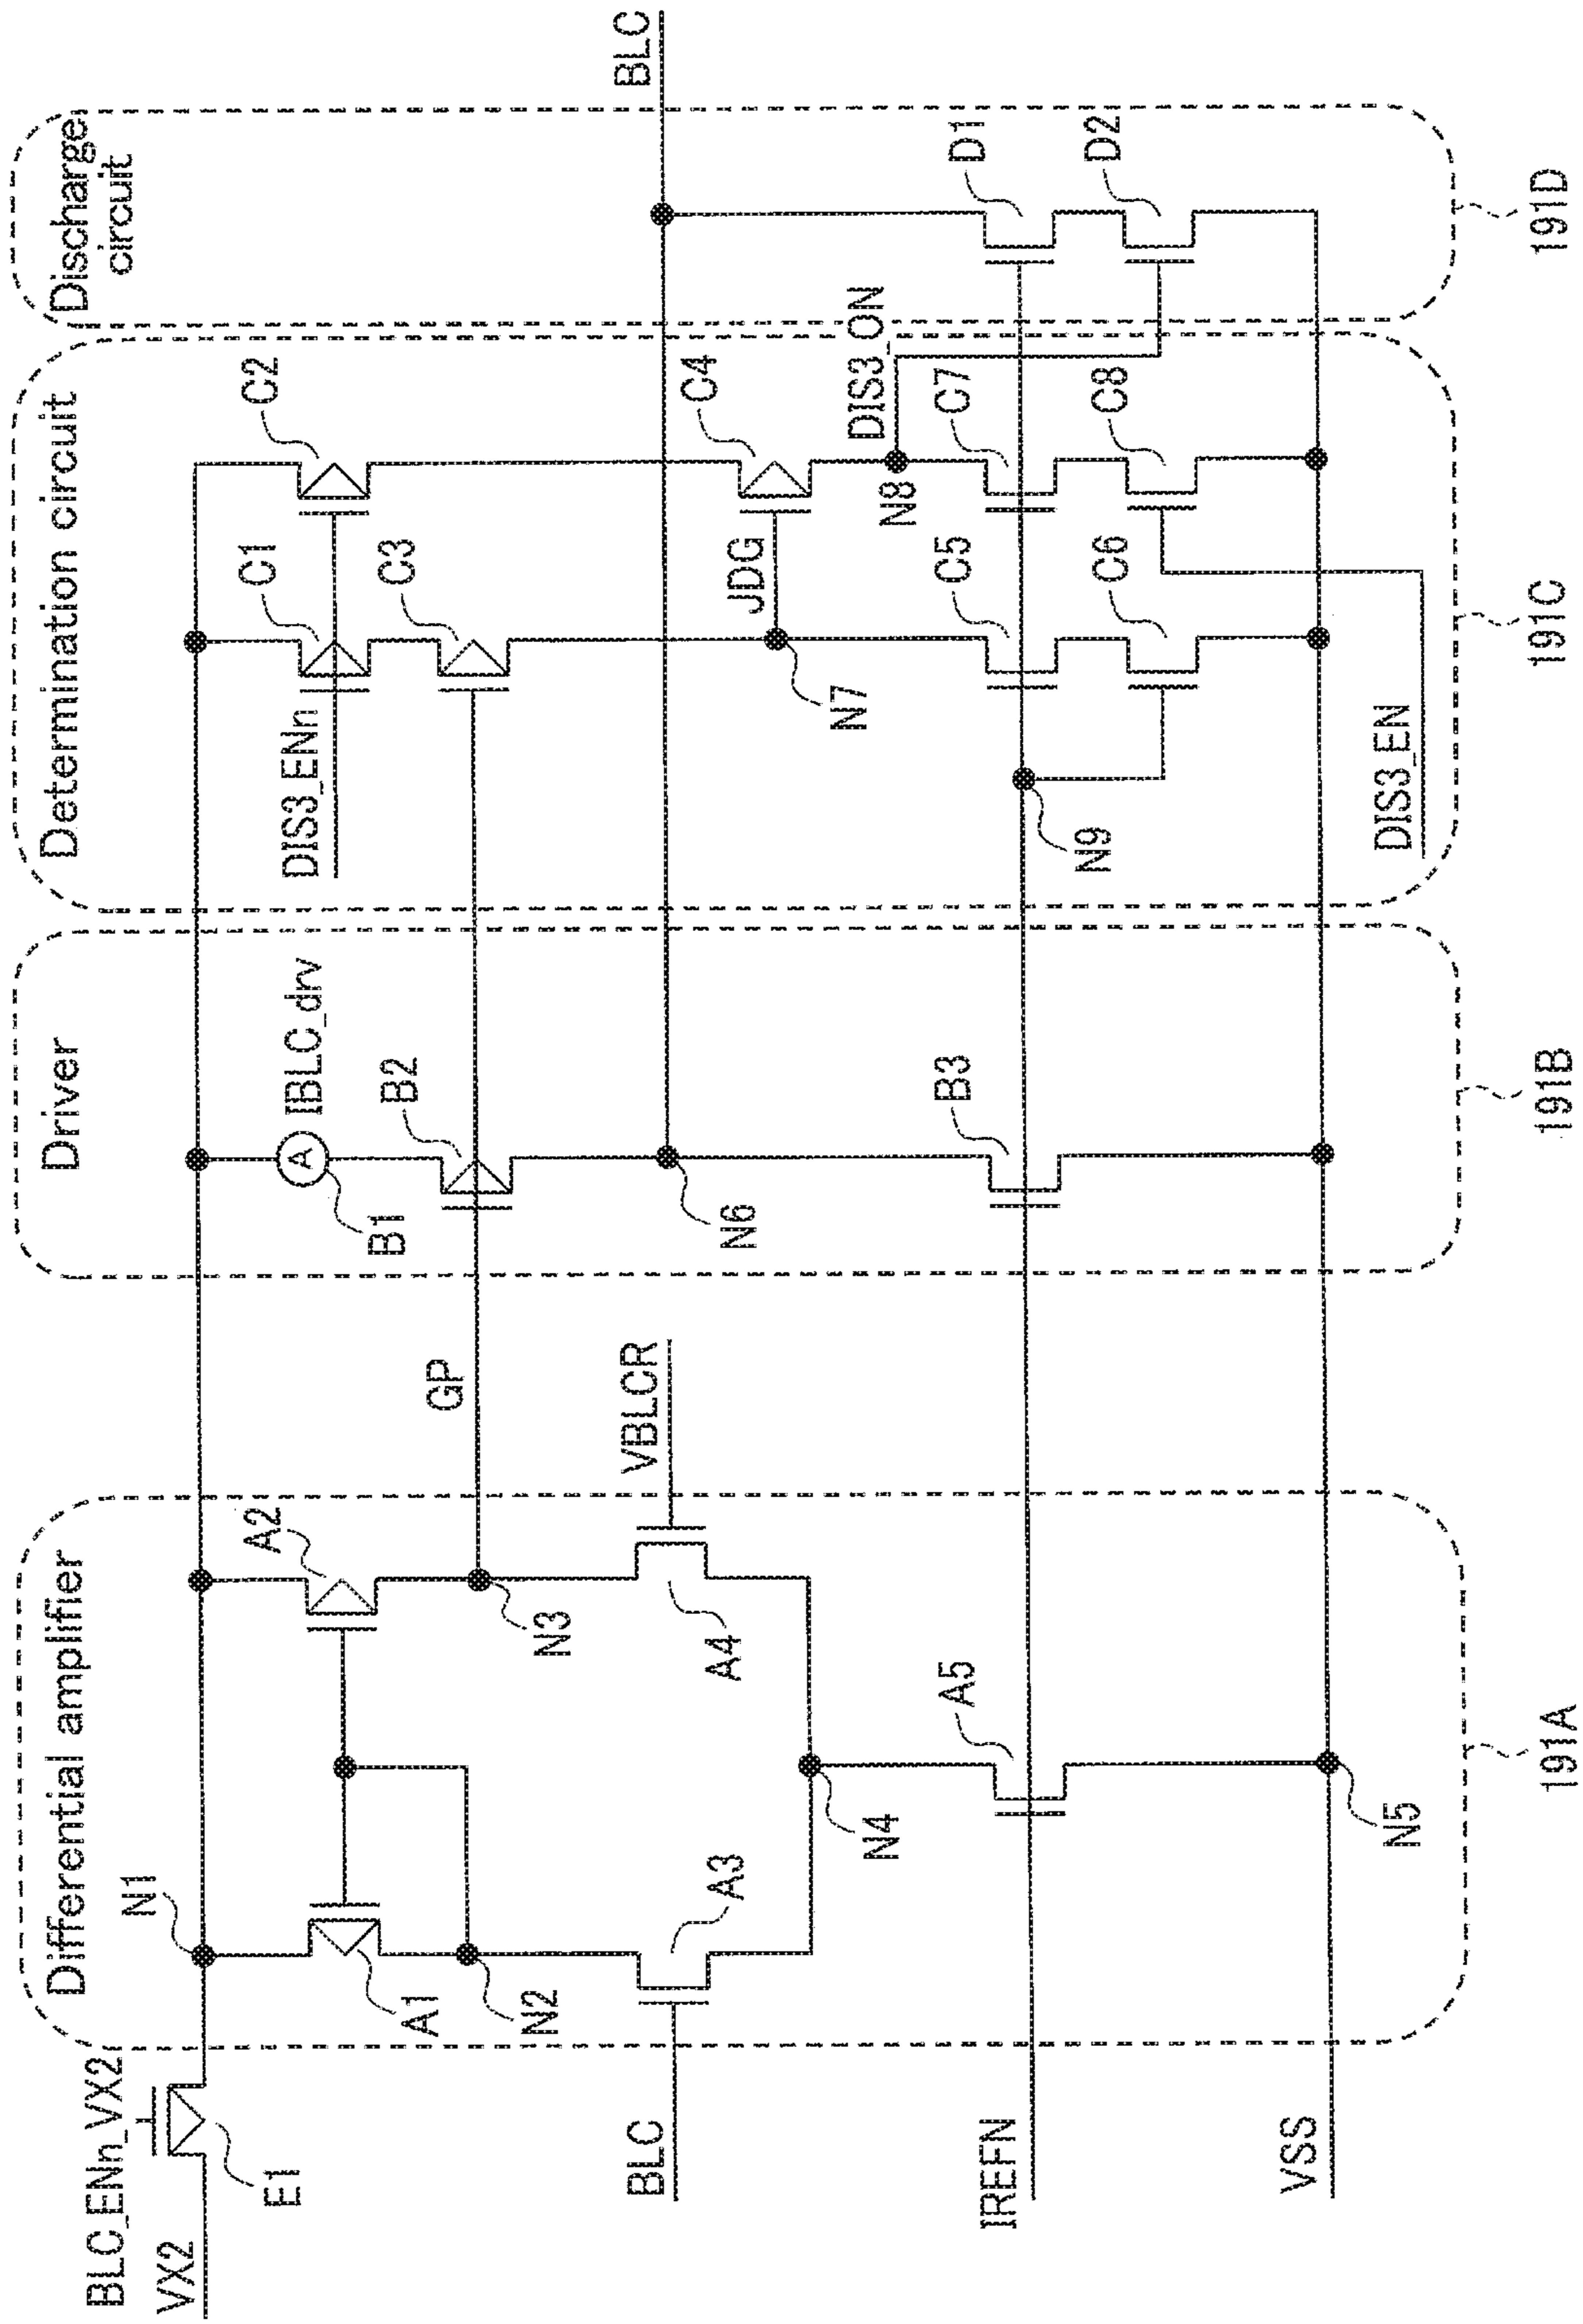 Differential amplifier
Driver
Determination circuit
Discharge
circuit
BLC_ENn_VX2
VX2
E1
N1
A1
A2
N2
N3
GP
BLC
A3
A4
VBLCR
N4
A5
IREFN
VSS
N5
191A
IBLC_drv
B1
B2
N6
B3
191B
DIS3_ENn
C1
C2
C3
C4
JDG
N7
DIS3_ON
N8
C5
C7
N9
C6
C8
DIS3_EN
191C
BLC
D1
D2
191D
A